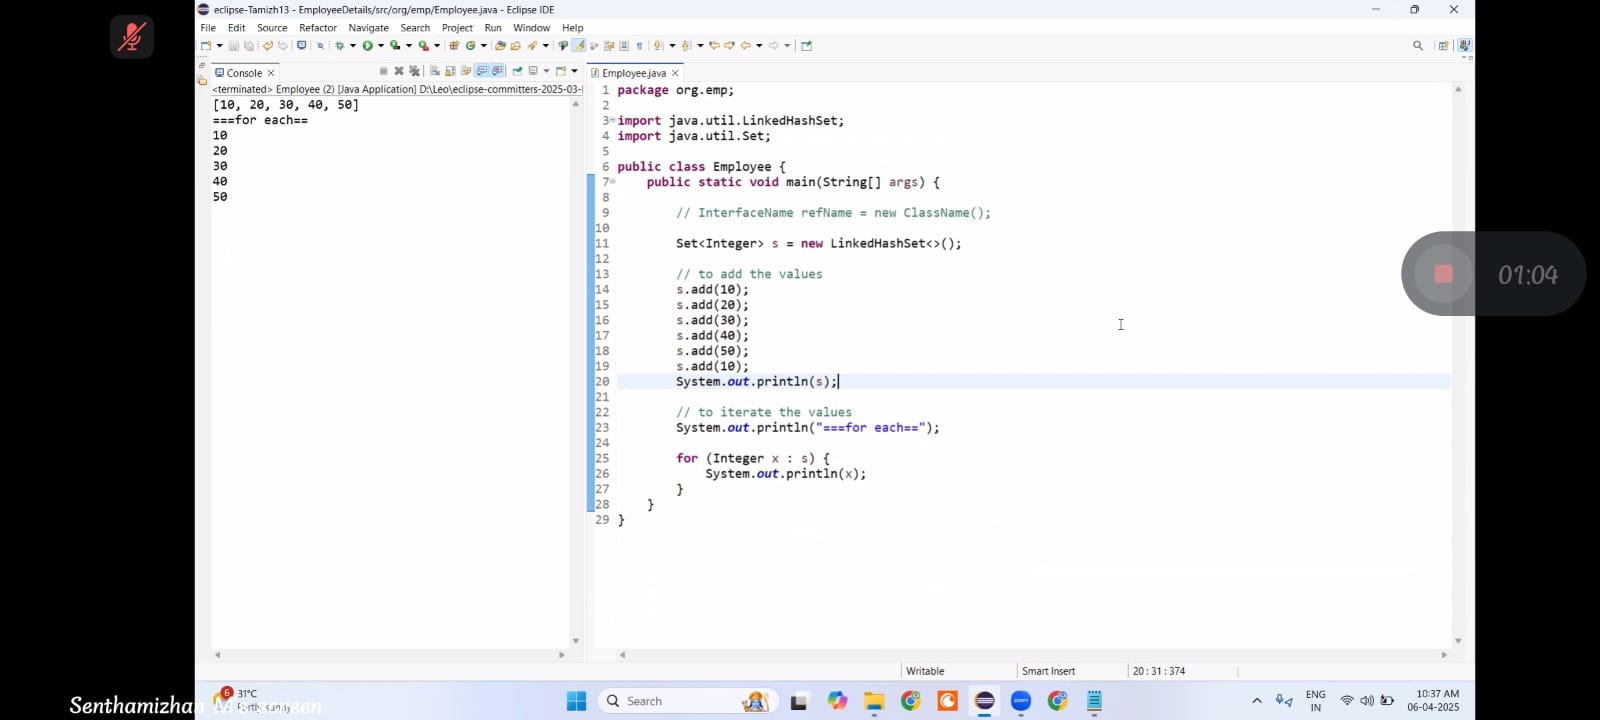 eclipse-Tamizh13 - EmployeeDetails/src/org/emp/Employee.java - Eclipse IDE
File Edit Source Refactor Navigate Search Project Run Window Help
Console
Employee.java
<terminated> Employee (2) [Java Application] D:\Leo\eclipse-committers-2025-03-
[10, 20, 30, 40, 50]
===for each==
10
20
30
40
50
1 package org.emp;
2
3 import java.util.LinkedHashSet;
4 import java.util.Set;
5
6 public class Employee {
7 public static void main(String[] args) {
8
9 // InterfaceName refName = new ClassName();
10
11 Set<Integer> s = new LinkedHashSet<>();
12
13 // to add the values
14 s.add(10);
15 s.add(20);
16 s.add(30);
17 s.add(40);
18 s.add(50);
19 s.add(10);
20 System.out.println(s);
21
22 // to iterate the values
23 System.out.println("===for each==");
24
25 for (Integer x : s) {
26 System.out.println(x);
27 }
28 }
29 }
01:04
Writable Smart Insert 20 : 31 : 374
6
31°C
Senthamizhan M's screen
Search
ENG
IN
10:37 AM
06-04-2025